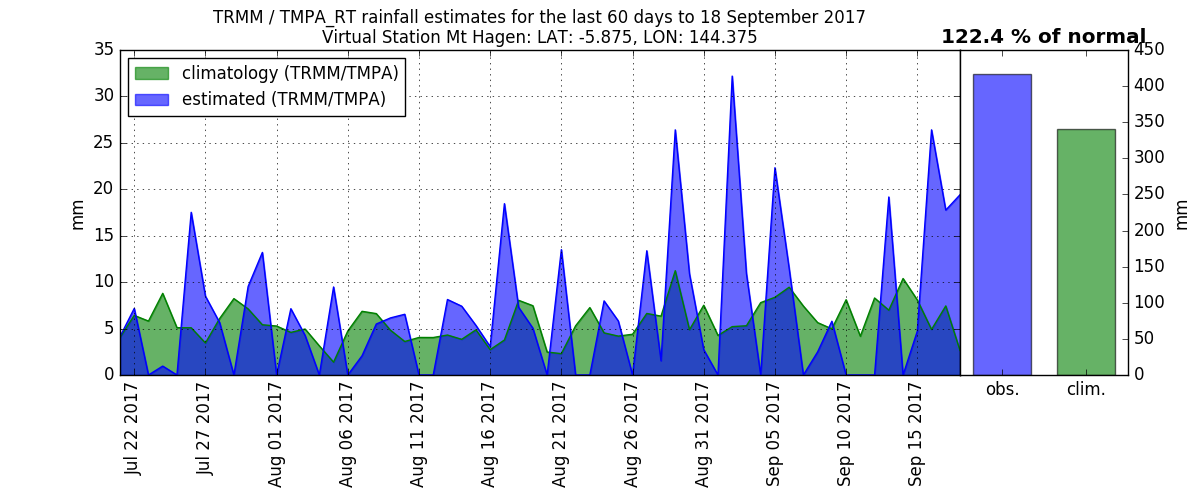 TRMM / TMPA_RT rainfall estimates for the last 60 days to 18 September 2017
Virtual Station Mt Hagen: LAT: -5.875, LON: 144.375
122.4 % of normal
climatology (TRMM/TMPA)
estimated (TRMM/TMPA)
35
30
25
20
15
10
5
0
mm
Jul 22 2017
Jul 27 2017
Aug 01 2017
Aug 06 2017
Aug 11 2017
Aug 16 2017
Aug 21 2017
Aug 26 2017
Aug 31 2017
Sep 05 2017
Sep 10 2017
Sep 15 2017
450
400
350
300
250
200
150
100
50
0
mm
obs.
clim.